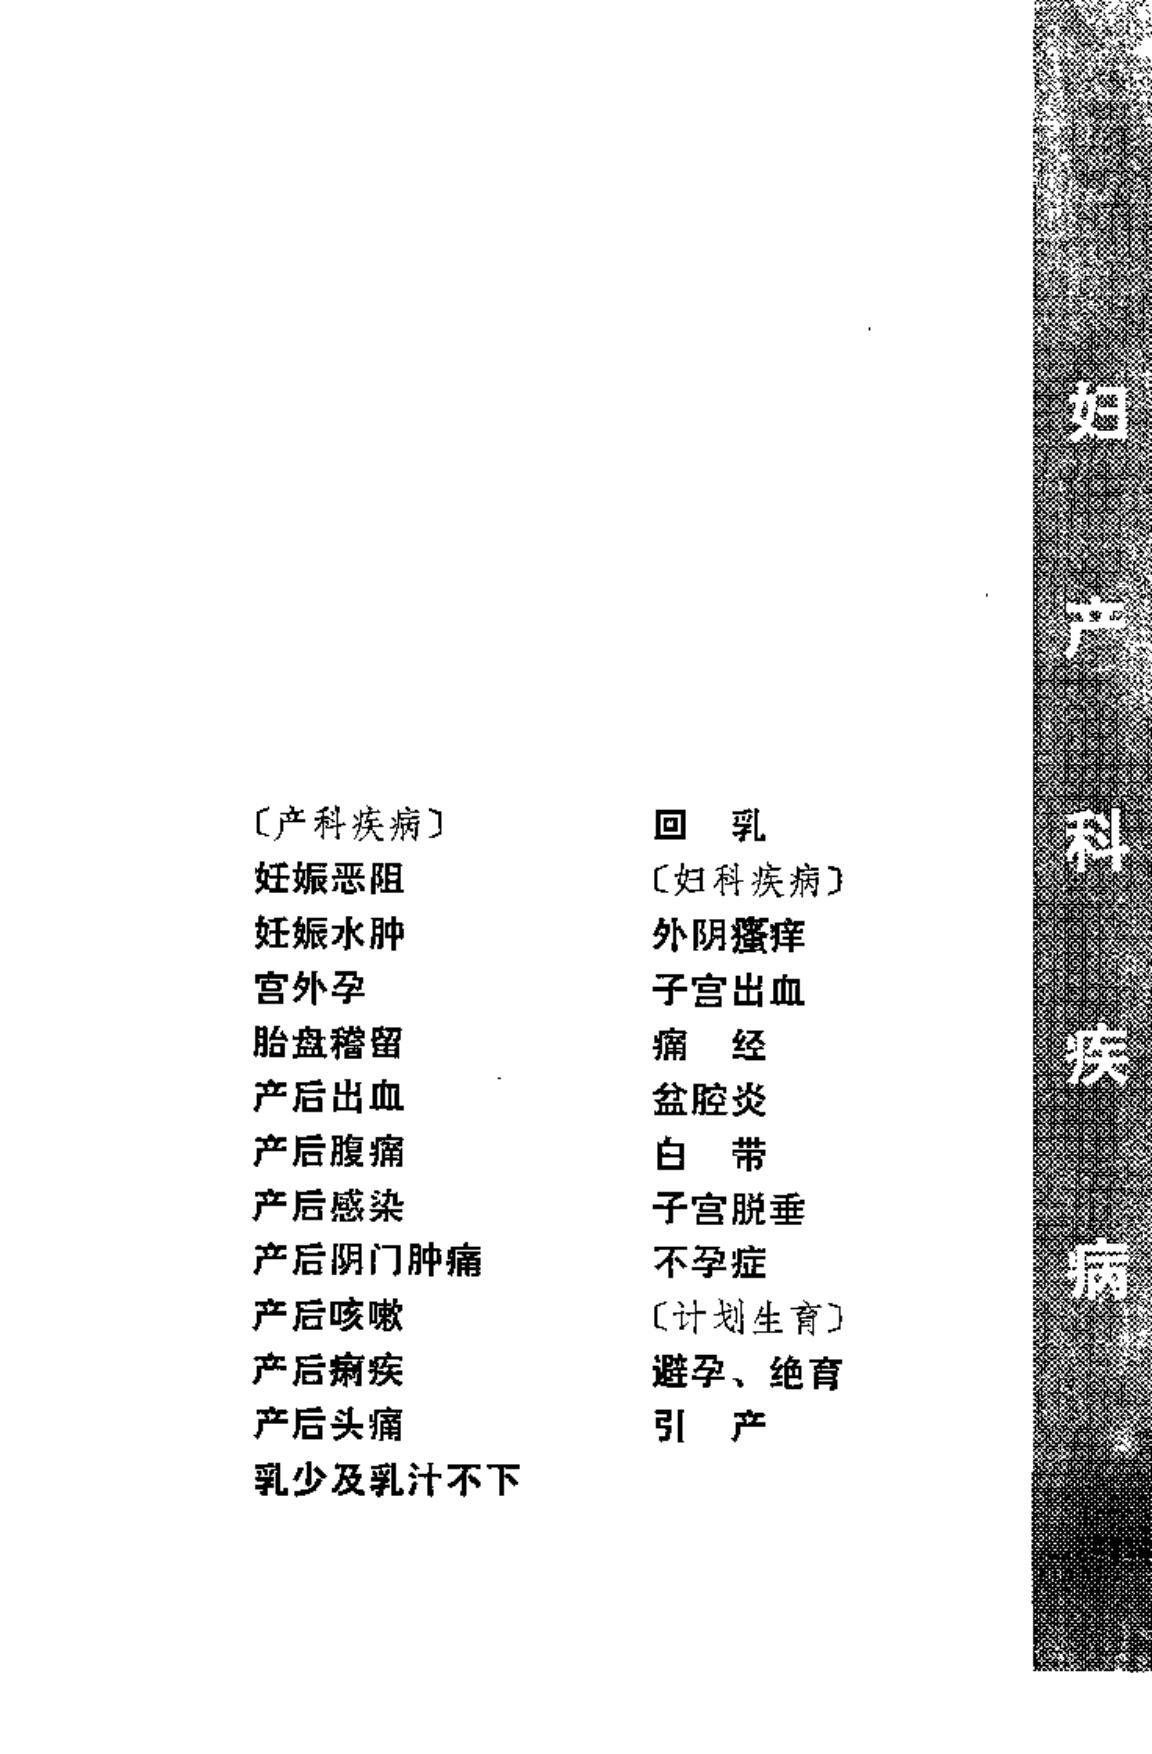 妇产科疾病
〔产科疾病〕
妊娠恶阻
妊娠水肿
宫外孕
胎盘稽留
产后出血
产后腹痛
产后感染
产后阴门肿痛
产后咳嗽
产后痢疾
产后头痛
乳少及乳汁不下
回　乳
〔妇科疾病〕
外阴瘙痒
子宫出血
痛　经
盆腔炎
白　带
子宫脱垂
不孕症
〔计划生育〕
避孕、绝育
引　产